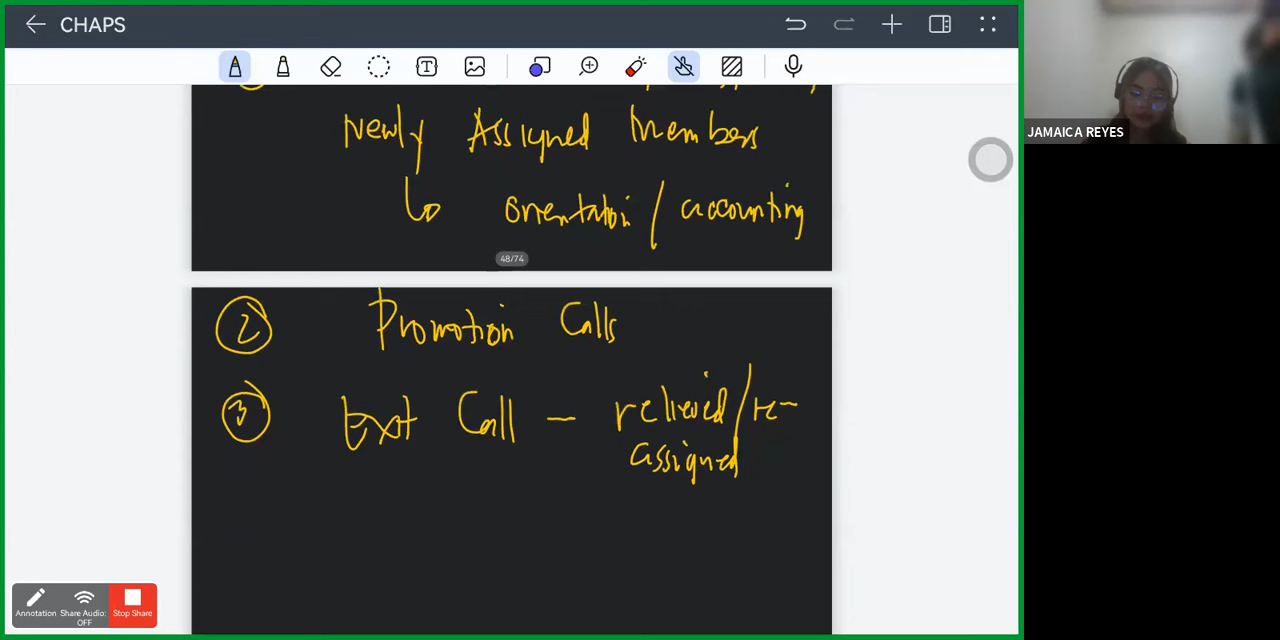 CHAPS
JAMAICA REYES
Newly Assigned Members
orientation / accounting
48/74
2 Promotion Calls
3 Exit Call - relieved/re-
assigned
Annotation
Share Audio:
OFF
Stop Share